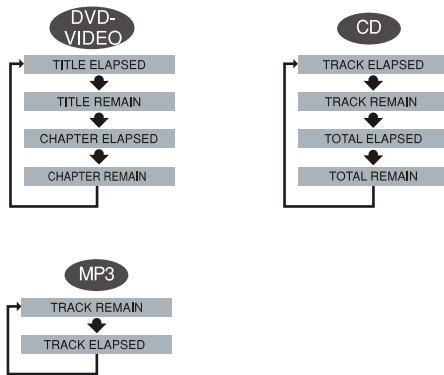 DVD-
VIDEO
TITLE ELAPSED
TITLE REMAIN
CHAPTER ELAPSED
CHAPTER REMAIN
CD
TRACK ELAPSED
TRACK REMAIN
TOTAL ELAPSED
TOTAL REMAIN
MP3
TRACK REMAIN
TRACK ELAPSED